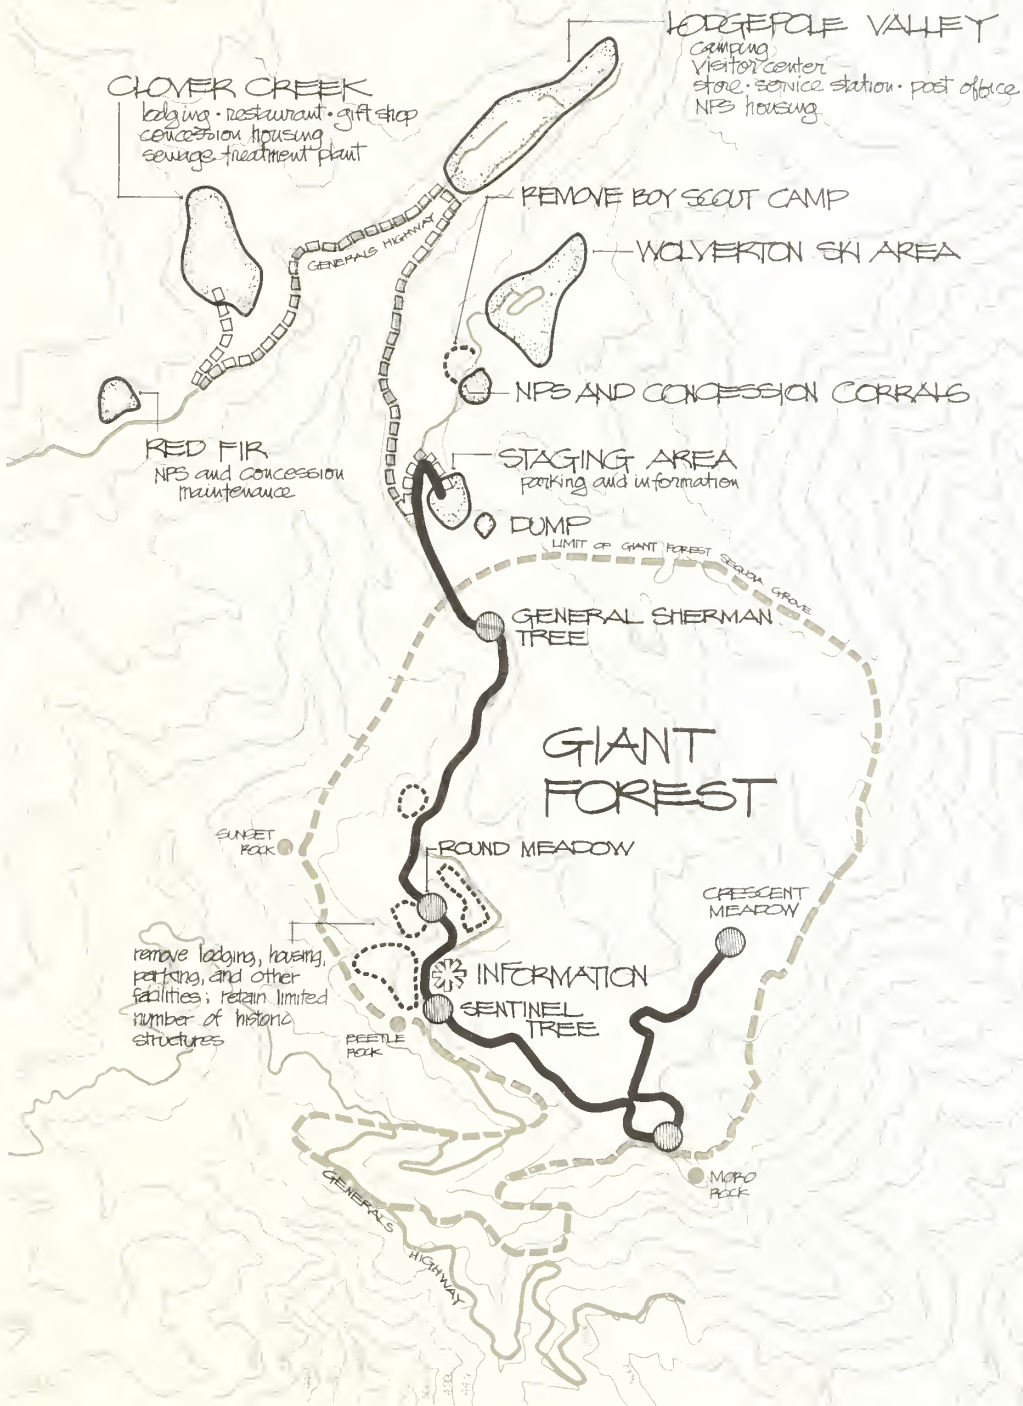 LODGEPOLE VALLEY
camping
visitor center
store · service station · post office
NPS housing
CLOVER CREEK
lodging · restaurant · gift shop
concession housing
sewage treatment plant
REMOVE BOY SCOUT CAMP
GENERALS HIGHWAY
WOLVERTON SKI AREA
NPS AND CONCESSION CORRALS
RED FIR
NPS and concession
maintenance
STAGING AREA
parking and information
DUMP
LIMIT OF GIANT FOREST SEQUOIA GROVE
GENERAL SHERMAN
TREE
GIANT
FOREST
SUNSET
ROCK
ROUND MEADOW
CRESCENT
MEADOW
remove lodging, housing,
parking, and other
facilities; retain limited
number of historic
structures
INFORMATION
SENTINEL
TREE
BEETLE
ROCK
MORO
ROCK
GENERALS
HIGHWAY